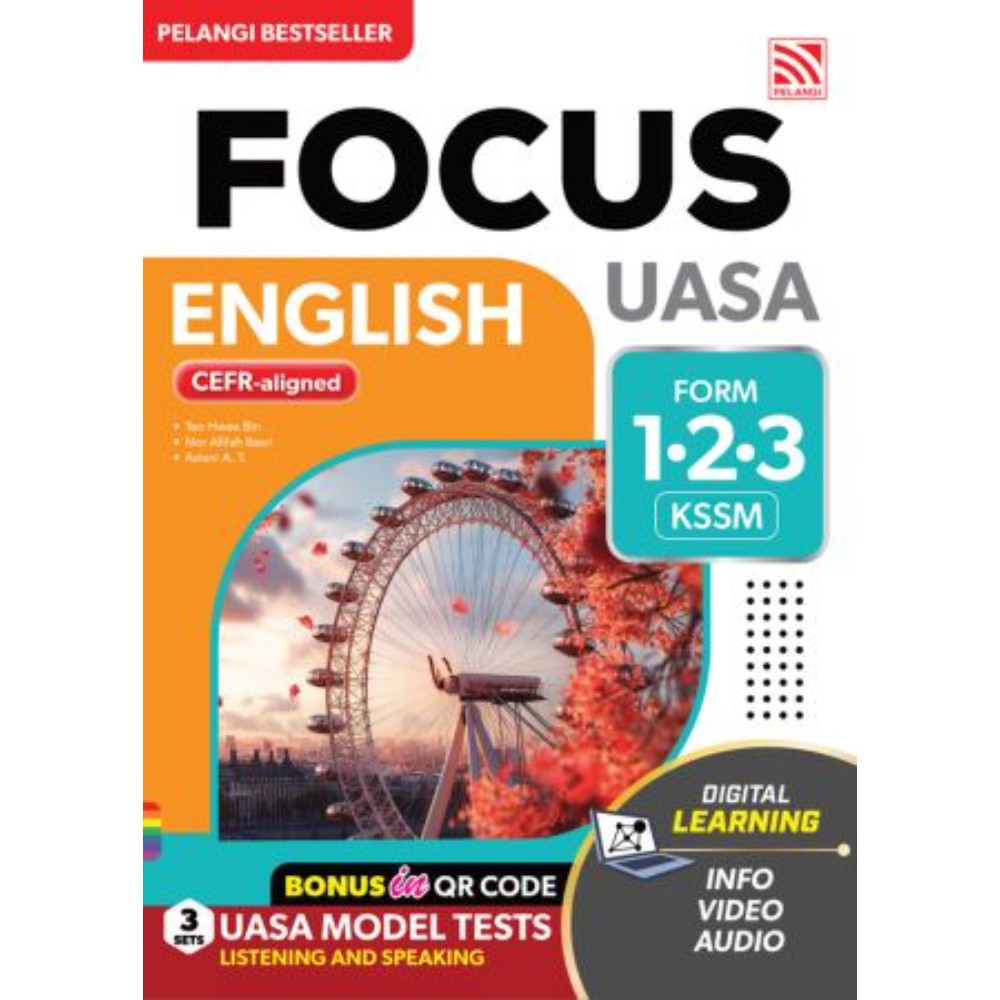 PELANGI BESTSELLER
PELANGI
FOCUS
UASA
ENGLISH
CEFR-aligned
• Teo Hwee Bin
• Nor Afifah Basri
• Azlani A. T.
FORM
1•2•3
KSSM
DIGITAL
LEARNING
INFO
VIDEO
AUDIO
BONUS in QR CODE
3
SETS
UASA MODEL TESTS
LISTENING AND SPEAKING